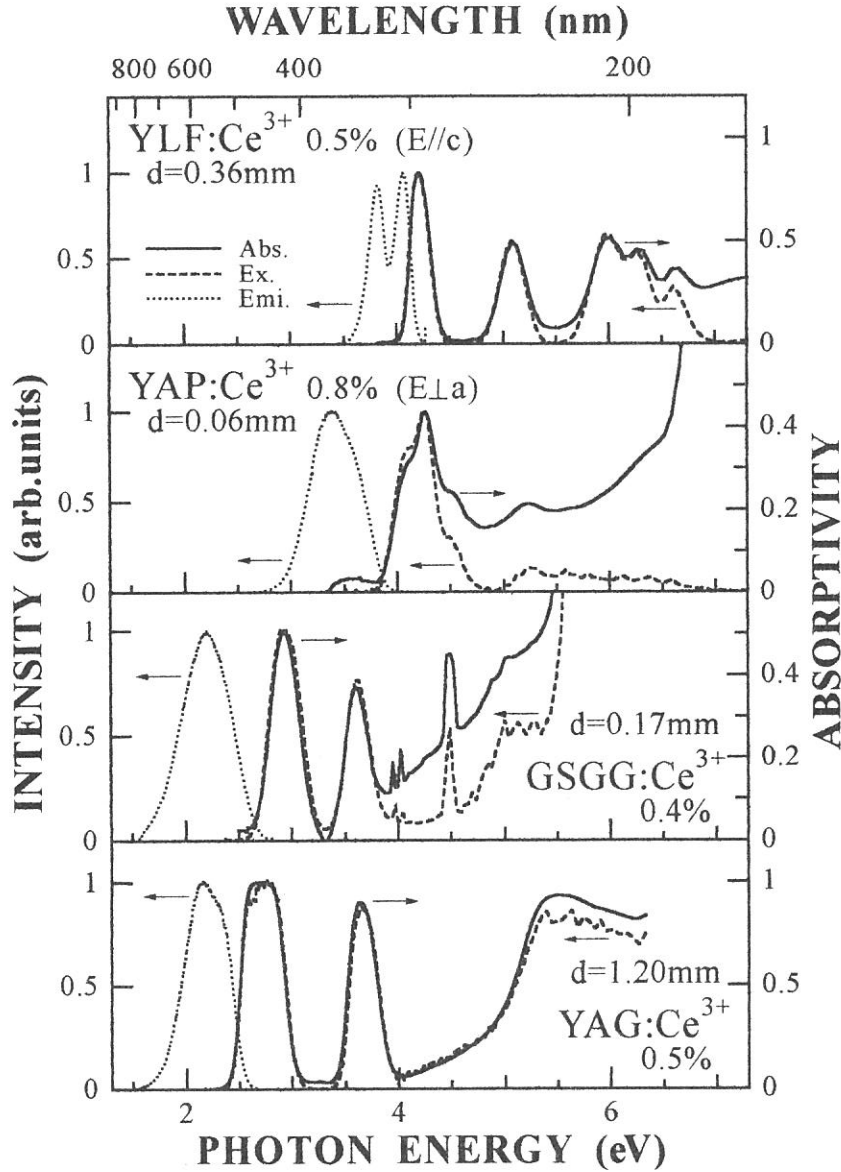 WAVELENGTH (nm)
800 600 400 200
YLF:Ce³⁺ 0.5% (E//c)
d=0.36mm
Abs.
Ex.
Emi.
1
0.5
0
1
0.5
0
YAP:Ce³⁺ 0.8% (E⊥a)
d=0.06mm
1
0.5
0
0.4
0.2
0
d=0.17mm
GSGG:Ce³⁺
0.4%
1
0.5
0
0.4
0.2
0
d=1.20mm
YAG:Ce³⁺
0.5%
1
0.5
0
1
0.5
0
INTENSITY (arb.units)
ABSORPTIVITY
2 4 6
PHOTON ENERGY (eV)